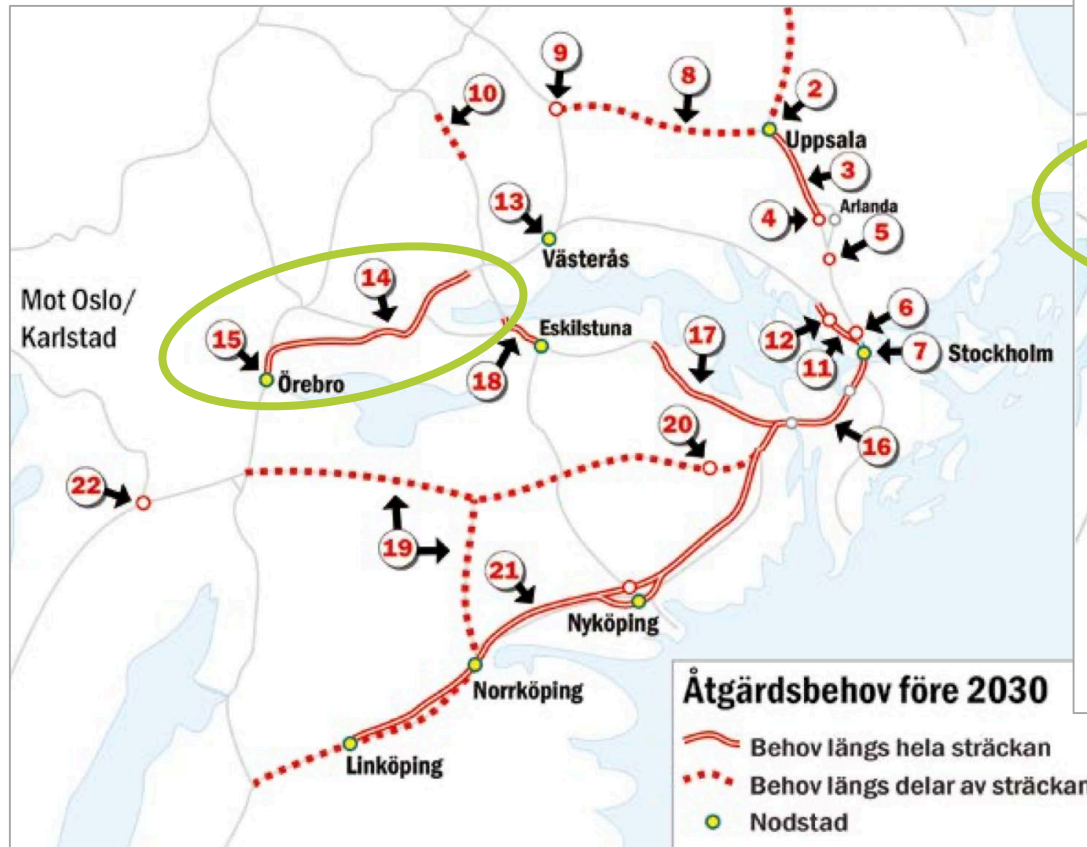 9
8
2
10
Uppsala
3
13
4
Arlanda
5
Västerås
14
Mot Oslo/
Karlstad
6
15
Eskilstuna
17
12
7
Stockholm
Örebro
18
11
20
16
22
19
21
Nyköping
Norrköping
Linköping
Åtgärdsbehov före 2030
Behov längs hela sträckan
Behov längs delar av sträckan
Nodstad